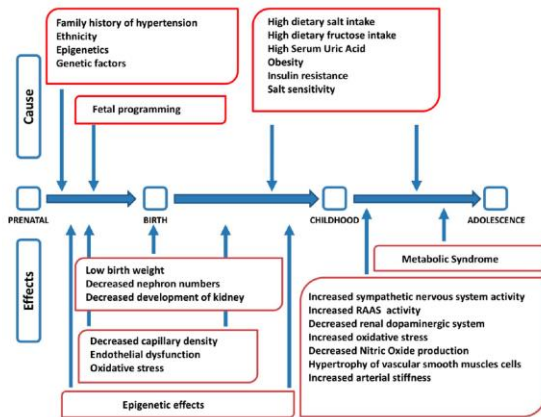 Cause
Family history of hypertension
Ethnicity
Epigenetics
Genetic factors
Fetal programming
High dietary salt intake
High dietary fructose intake
High Serum Uric Acid
Obesity
Insulin resistance
Salt sensitivity
PRENATAL
BIRTH
CHILDHOOD
ADOLESCENCE
Effects
Low birth weight
Decreased nephron numbers
Decreased development of kidney
Decreased capillary density
Endothelial dysfunction
Oxidative stress
Epigenetic effects
Metabolic Syndrome
Increased sympathetic nervous system activity
Increased RAAS activity
Decreased renal dopaminergic system
Increased oxidative stress
Decreased Nitric Oxide production
Hypertrophy of vascular smooth muscles cells
Increased arterial stiffness